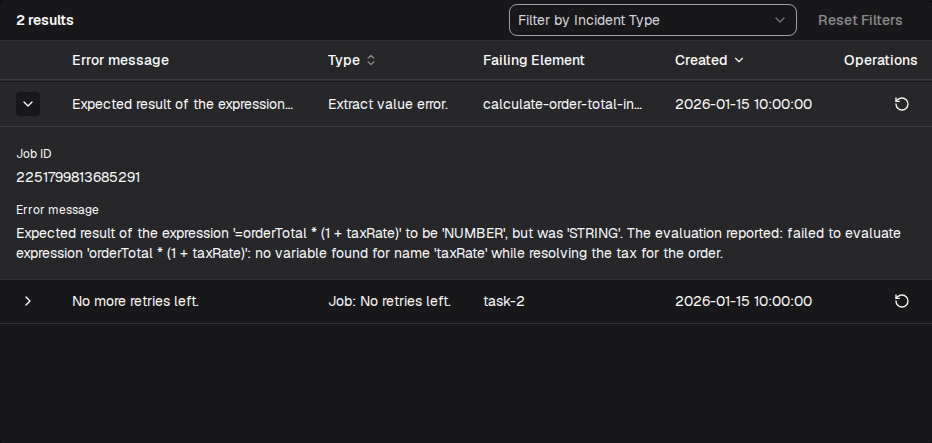 2 results
Filter by Incident Type
Reset Filters
Error message Type Failing Element Created Operations
Expected result of the expression... Extract value error. calculate-order-total-in... 2026-01-15 10:00:00
Job ID
2251799813685291
Error message
Expected result of the expression '=orderTotal * (1 + taxRate)' to be 'NUMBER', but was 'STRING'. The evaluation reported: failed to evaluate
expression 'orderTotal * (1 + taxRate)': no variable found for name 'taxRate' while resolving the tax for the order.
No more retries left. Job: No retries left. task-2 2026-01-15 10:00:00